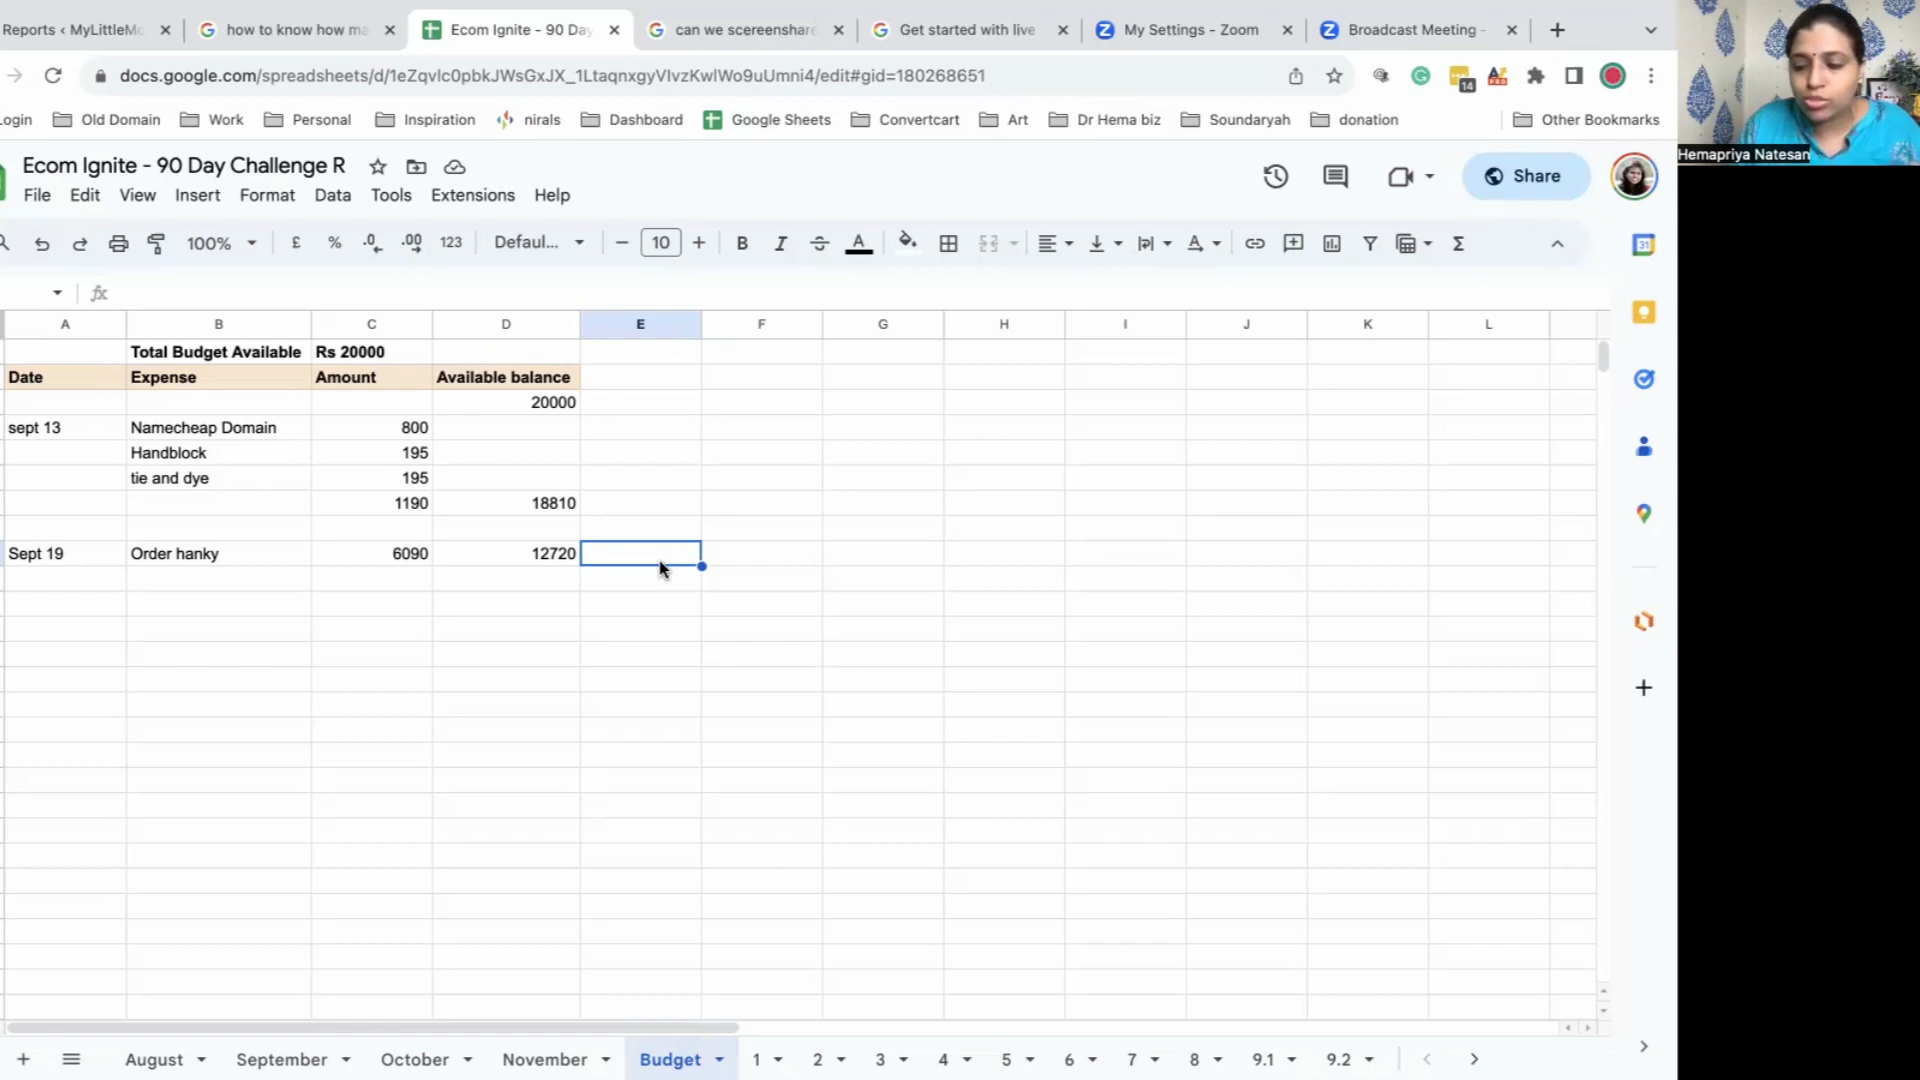 Reports ‹ MyLittleMo
how to know how ma
Ecom Ignite - 90 Day
can we scereenshare
Get started with live
My Settings - Zoom
Broadcast Meeting -
docs.google.com/spreadsheets/d/1eZqvlc0pbkJWsGxJX_1LtaqnxgyVIvzKwlWo9uUmni4/edit#gid=180268651
14
ogin
Old Domain
Work
Personal
Inspiration
nirals
Dashboard
Google Sheets
Convertcart
Art
Dr Hema biz
Soundaryah
donation
Other Bookmarks
Hemapriya Natesan
Ecom Ignite - 90 Day Challenge R
Share
File Edit View Insert Format Data Tools Extensions Help
100% £ % .0 .00 123 Defaul... − 10 + B I A Σ
31
fx
A B C D E F G H I J K L
Total Budget Available Rs 20000
Date Expense Amount Available balance
20000
sept 13 Namecheap Domain 800
Handblock 195
tie and dye 195
1190 18810
Sept 19 Order hanky 6090 12720
August September October November Budget 1 2 3 4 5 6 7 8 9.1 9.2